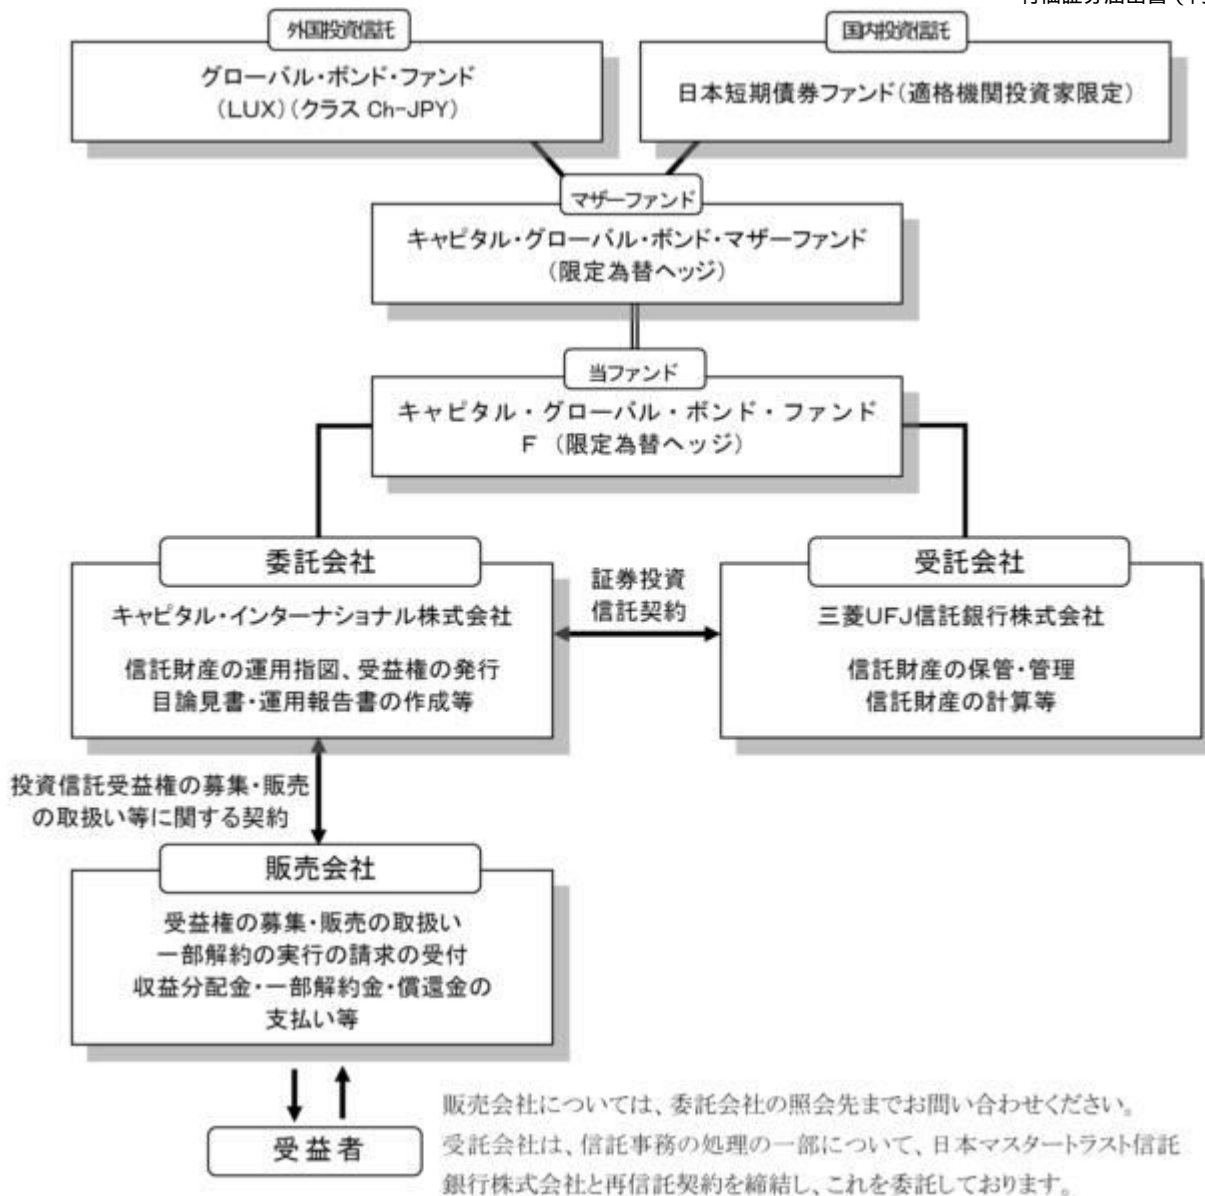 外国投資信託
国内投資信託
グローバル・ボンド・ファンド
(LUX)(クラス Ch-JPY)
日本短期債券ファンド(適格機関投資家限定)
マザーファンド
キャピタル・グローバル・ボンド・マザーファンド
(限定為替ヘッジ)
当ファンド
キャピタル・グローバル・ボンド・ファンド
F (限定為替ヘッジ)
委託会社
キャピタル・インターナショナル株式会社
信託財産の運用指図、受益権の発行
目論見書・運用報告書の作成等
証券投資
信託契約
受託会社
三菱UFJ信託銀行株式会社
信託財産の保管・管理
信託財産の計算等
投資信託受益権の募集・販売
の取扱い等に関する契約
販売会社
受益権の募集・販売の取扱い
一部解約の実行の請求の受付
収益分配金・一部解約金・償還金の
支払い等
受益者
販売会社については、委託会社の照会先までお問い合わせください。
受託会社は、信託事務の処理の一部について、日本マスタートラスト信託
銀行株式会社と再信託契約を締結し、これを委託しております。